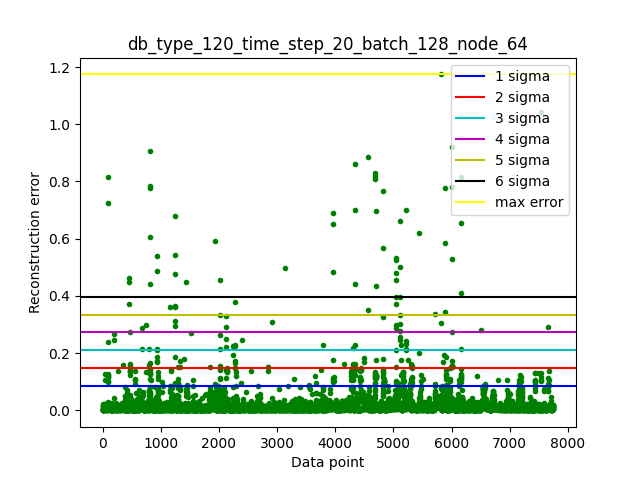 db_type_120_time_step_20_batch_128_node_64
1.2
1.0
0.8
0.6
0.4
0.2
0.0
Reconstruction error
1 sigma
2 sigma
3 sigma
4 sigma
5 sigma
6 sigma
max error
0 1000 2000 3000 4000 5000 6000 7000 8000
Data point